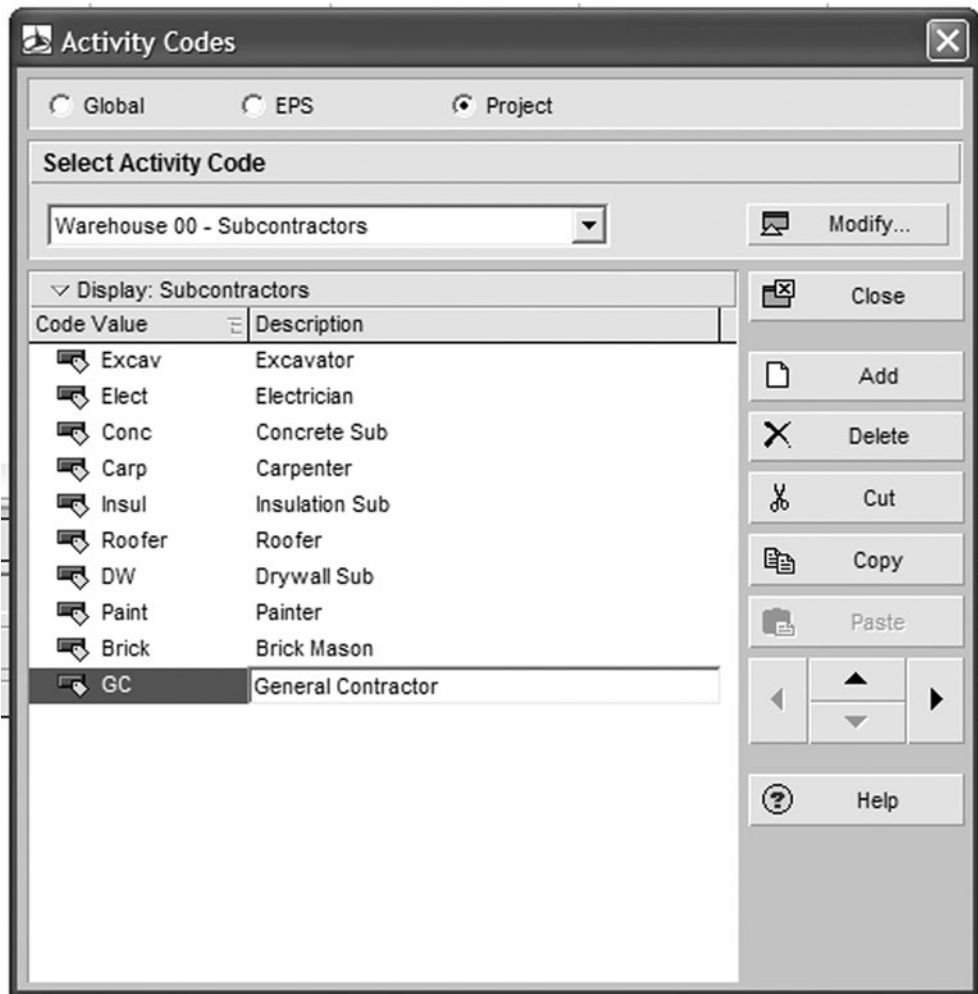 Activity Codes
Global EPS Project
Select Activity Code
Warehouse 00 - Subcontractors Modify...
Display: Subcontractors Close
Code Value Description
Excav Excavator
Elect Electrician
Conc Concrete Sub
Carp Carpenter
Insul Insulation Sub
Roofer Roofer
DW Drywall Sub
Paint Painter
Brick Brick Mason
GC General Contractor
Add
Delete
Cut
Copy
Paste
Help